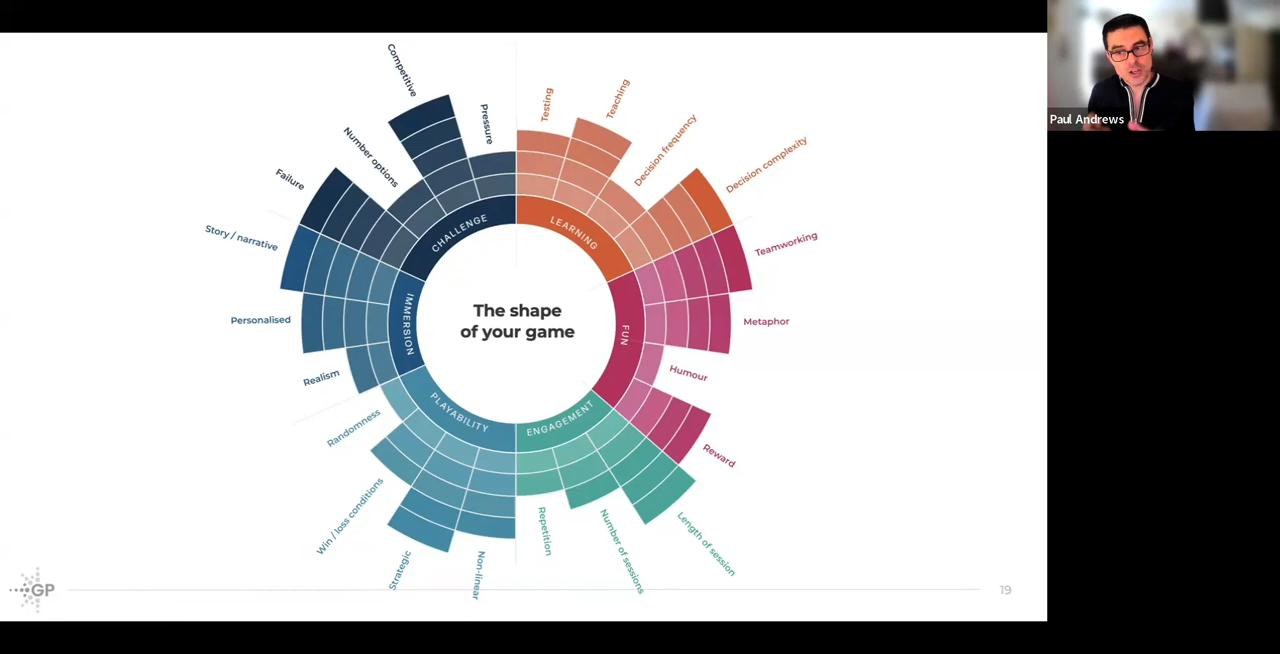 Competitive
Pressure
Number options
Failure
Testing
Teaching
Decision frequency
Decision complexity
Story / narrative
Personalised
Realism
Teamworking
Metaphor
Humour
Reward
CHALLENGE
LEARNING
IMMERSION
FUN
PLAYABILITY
ENGAGEMENT
The shape
of your game
Randomness
Win / loss conditions
Strategic
Non-linear
Repetition
Number of sessions
Length of session
GP
19
Paul Andrews